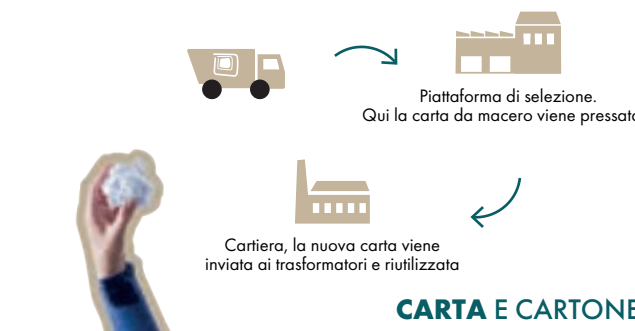 Piattaforma di selezione.
Qui la carta da macero viene pressata
Cartiera, la nuova carta viene
inviata ai trasformatori e riutilizzata
CARTA E CARTONE